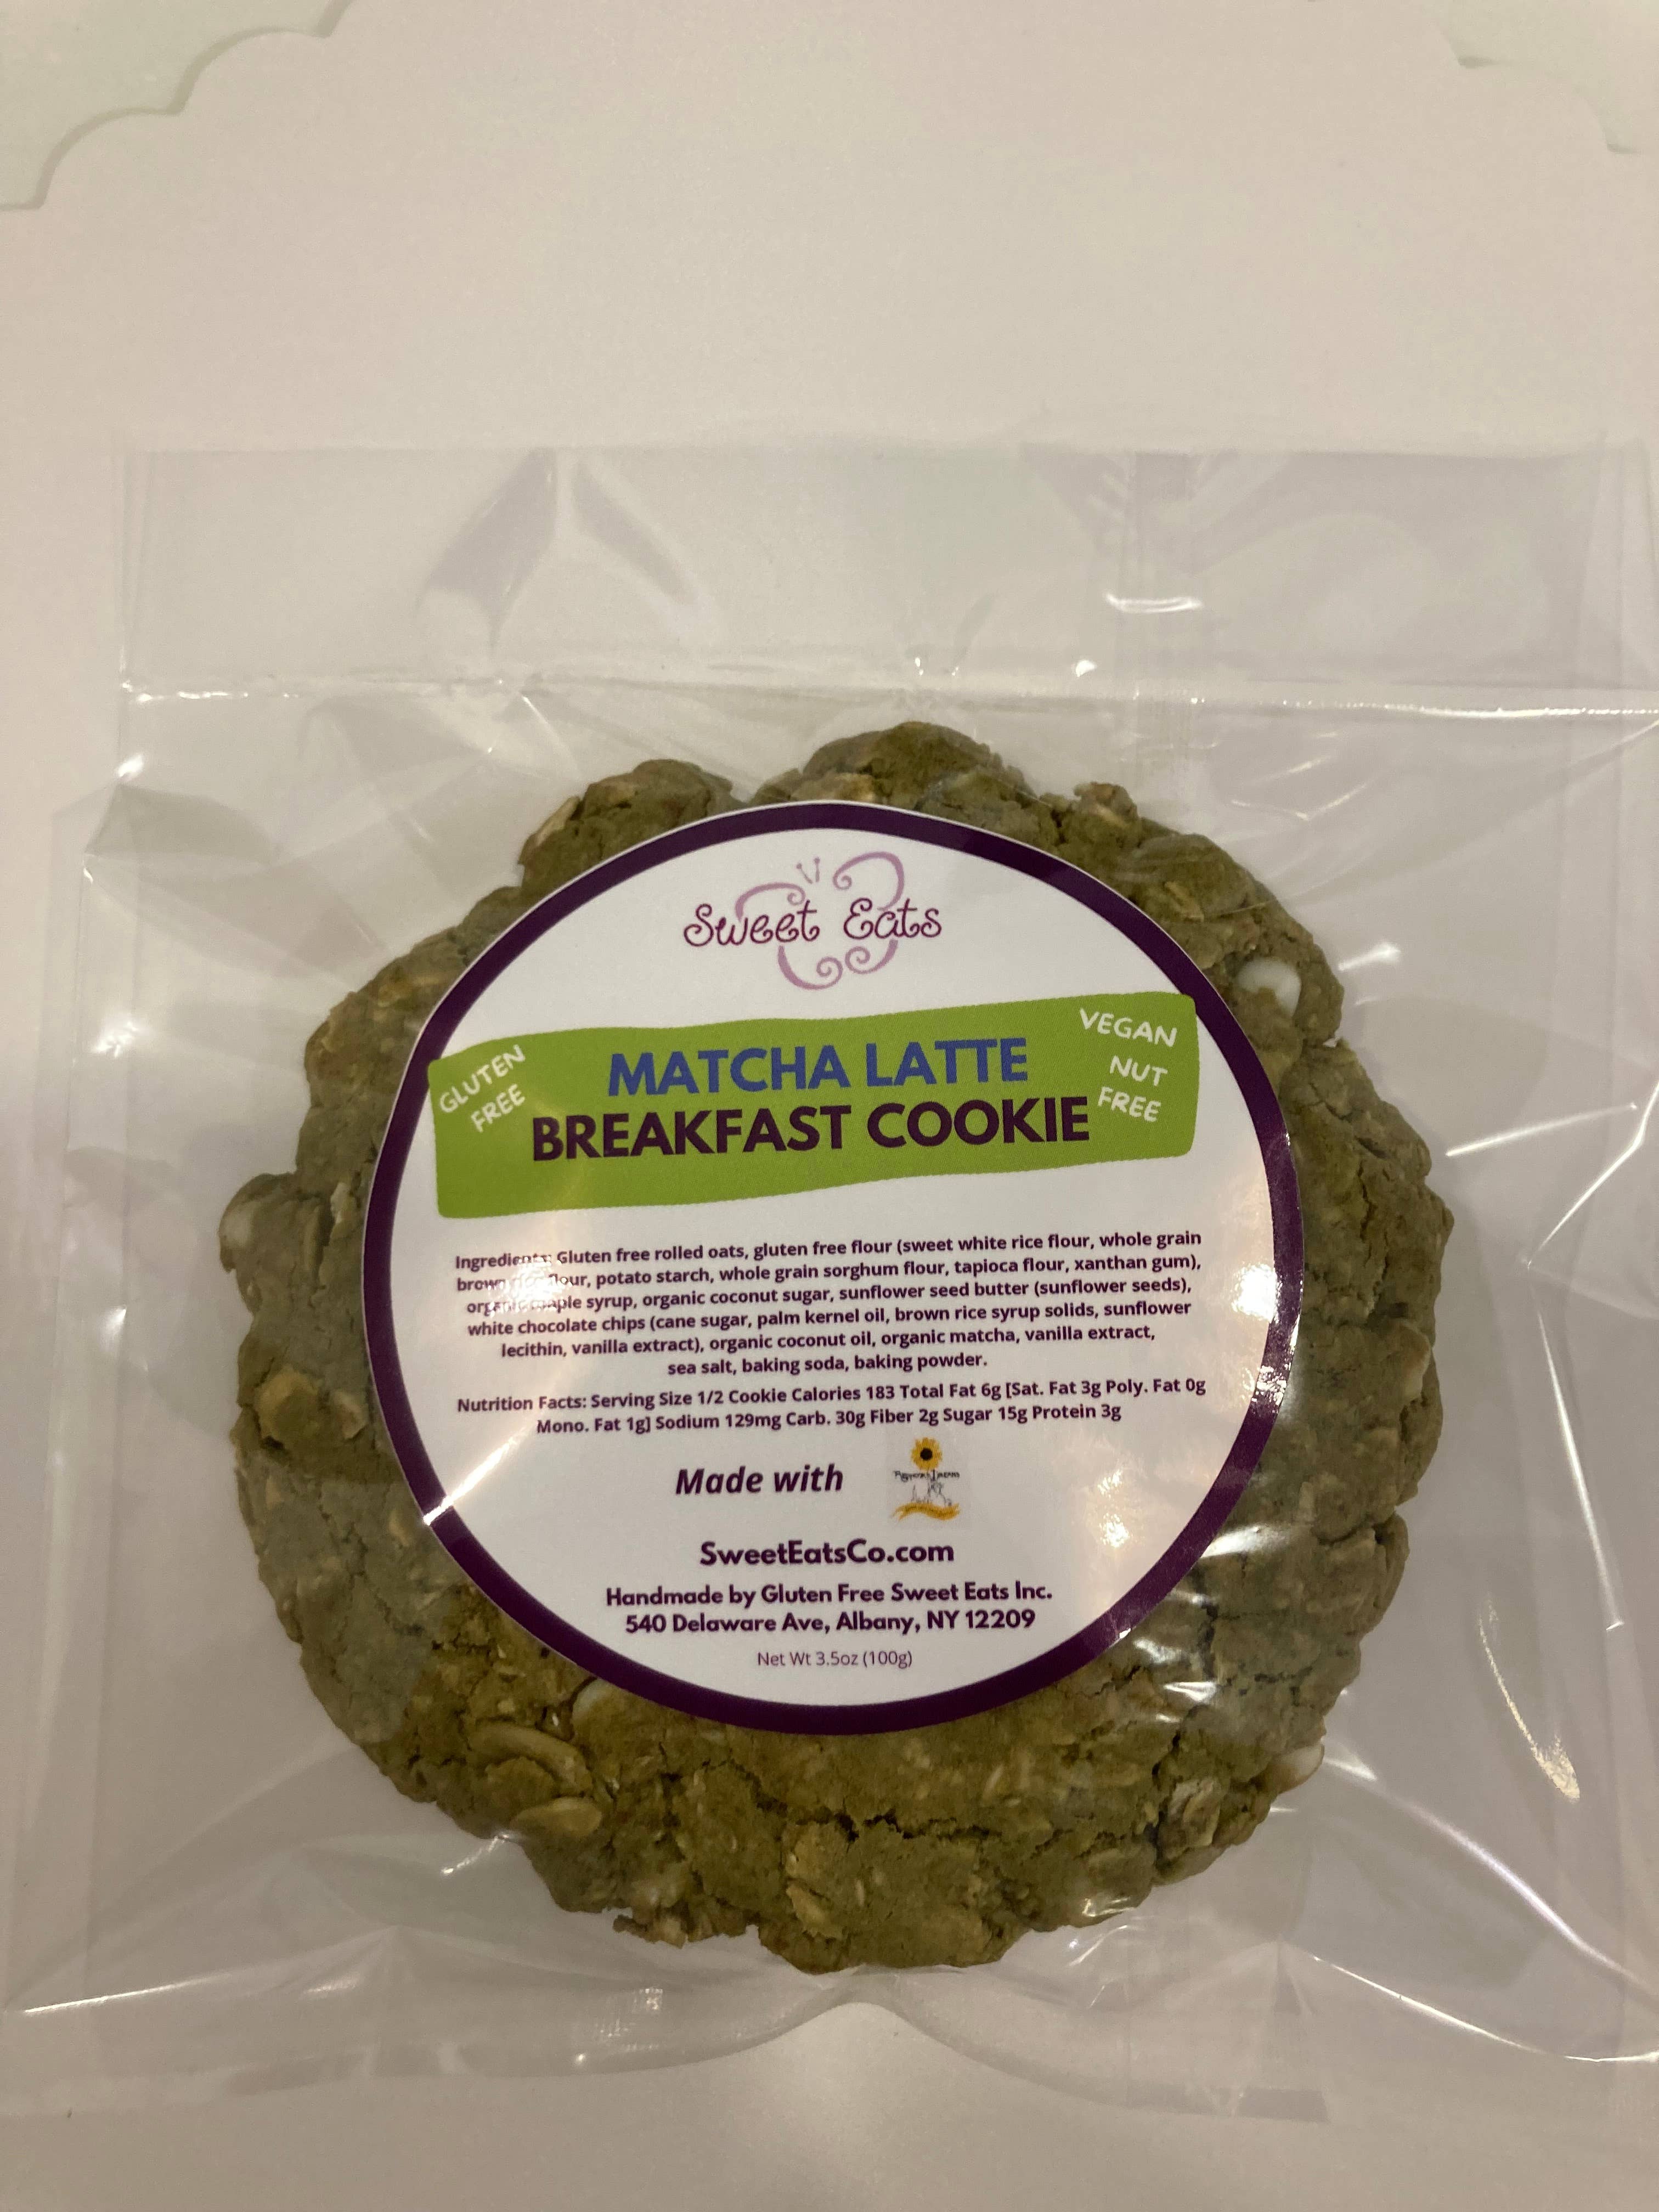 Sweet Eats
GLUTEN
FREE
MATCHA LATTE
BREAKFAST COOKIE
VEGAN
NUT
FREE
Ingredients: Gluten free rolled oats, gluten free flour (sweet white rice flour, whole grain
brown rice flour, potato starch, whole grain sorghum flour, tapioca flour, xanthan gum),
organic maple syrup, organic coconut sugar, sunflower seed butter (sunflower seeds),
white chocolate chips (cane sugar, palm kernel oil, brown rice syrup solids, sunflower
lecithin, vanilla extract), organic coconut oil, organic matcha, vanilla extract,
sea salt, baking soda, baking powder.
Nutrition Facts: Serving Size 1/2 Cookie Calories 183 Total Fat 6g [Sat. Fat 3g Poly. Fat 0g
Mono. Fat 1g] Sodium 129mg Carb. 30g Fiber 2g Sugar 15g Protein 3g
Made with
SweetEatsCo.com
Handmade by Gluten Free Sweet Eats Inc.
540 Delaware Ave, Albany, NY 12209
Net Wt 3.5oz (100g)